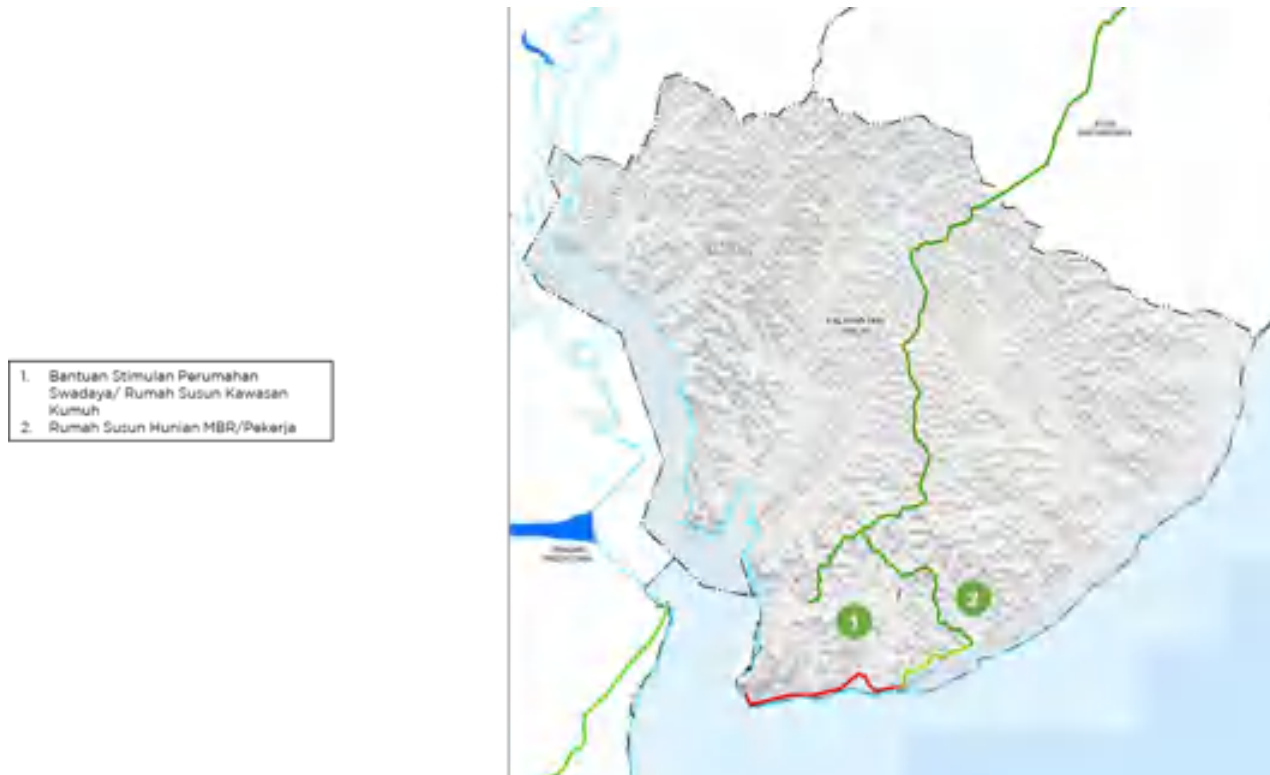 1. Bantuan Stimulan Perumahan
Swadaya/ Rumah Susun Kawasan
Kumuh
2. Rumah Susun Hunian MBR/Pekerja
1
2